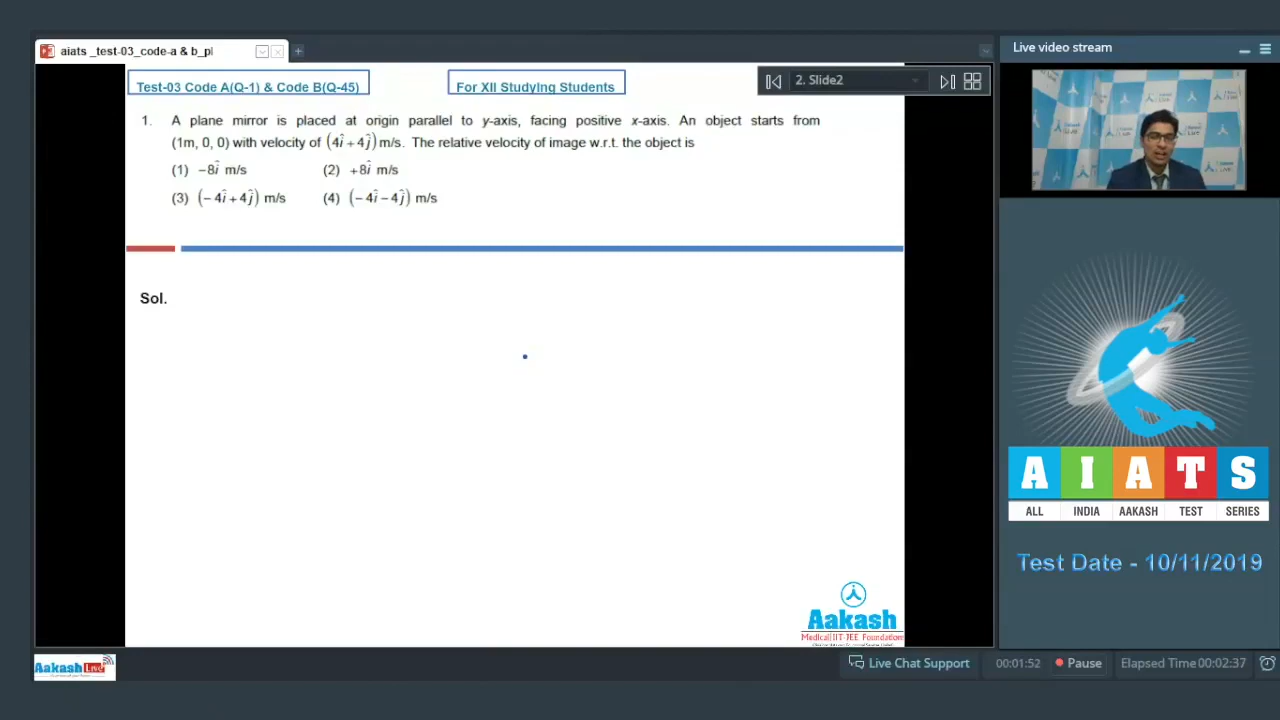 aiats _test-03_code-a & b_pl
Live video stream
Test-03 Code A(Q-1) & Code B(Q-45)
For XII Studying Students
2. Slide2
1. A plane mirror is placed at origin parallel to y-axis, facing positive x-axis. An object starts from
(1m, 0, 0) with velocity of (4î + 4ĵ) m/s. The relative velocity of image w.r.t. the object is
(1) −8î m/s (2) +8î m/s
(3) (−4î + 4ĵ) m/s (4) (−4î − 4ĵ) m/s
Sol.
A I A T S
ALL INDIA AAKASH TEST SERIES
Test Date - 10/11/2019
Aakash
Medical|IIT-JEE|Foundations
Aakash Live
Live Chat Support
00:01:52
Pause
Elapsed Time 00:02:37